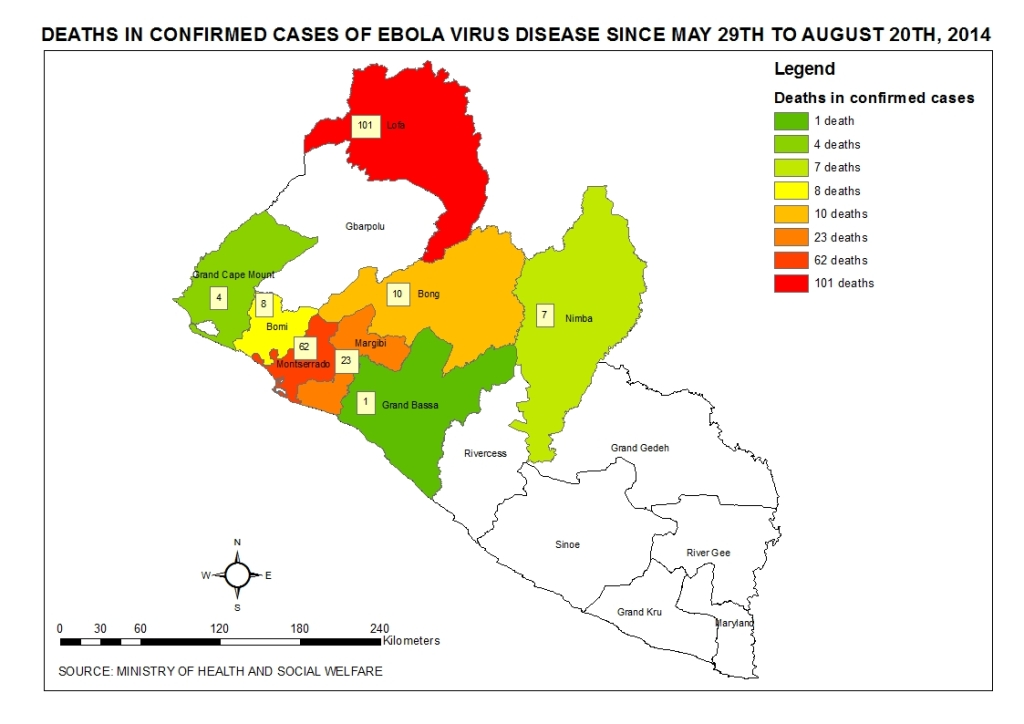 DEATHS IN CONFIRMED CASES OF EBOLA VIRUS DISEASE SINCE MAY 29TH TO AUGUST 20TH, 2014
Legend
Deaths in confirmed cases
1 death
4 deaths
7 deaths
8 deaths
10 deaths
23 deaths
62 deaths
101 deaths
101 Lofa
Gbarpolu
Grand Cape Mount
4
8
Bomi
10 Bong
7 Nimba
62
Montserrado
Margibi
23
1 Grand Bassa
Rivercess
Grand Gedeh
Sinoe
River Gee
Grand Kru
Maryland
N
W E
S
0 30 60 120 180 240
Kilometers
SOURCE: MINISTRY OF HEALTH AND SOCIAL WELFARE